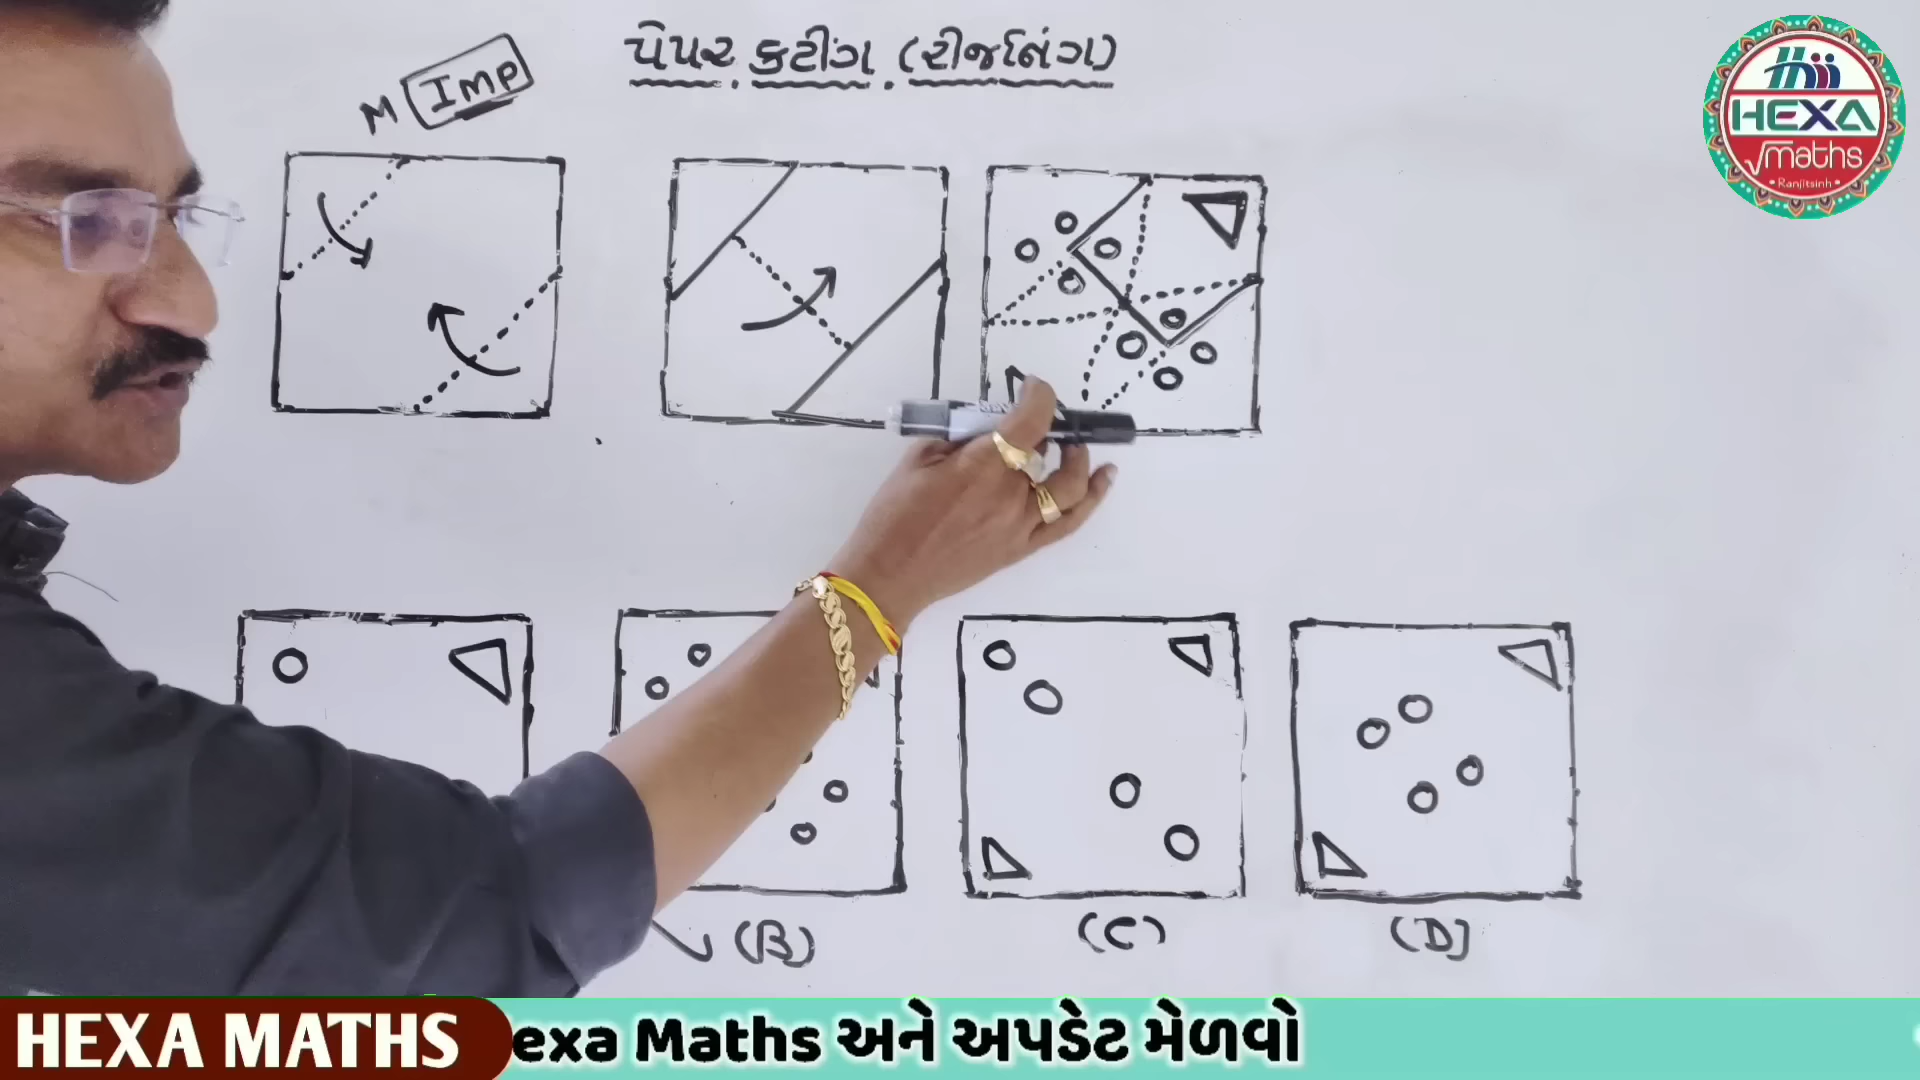 પેપર કટીંગ (રીજનિંગ)
M Imp
HEXA
√maths
• Ranjitsinh •
(B)
(C)
(D)
HEXA MATHS
exa Maths અને અપડેટ મેળવો